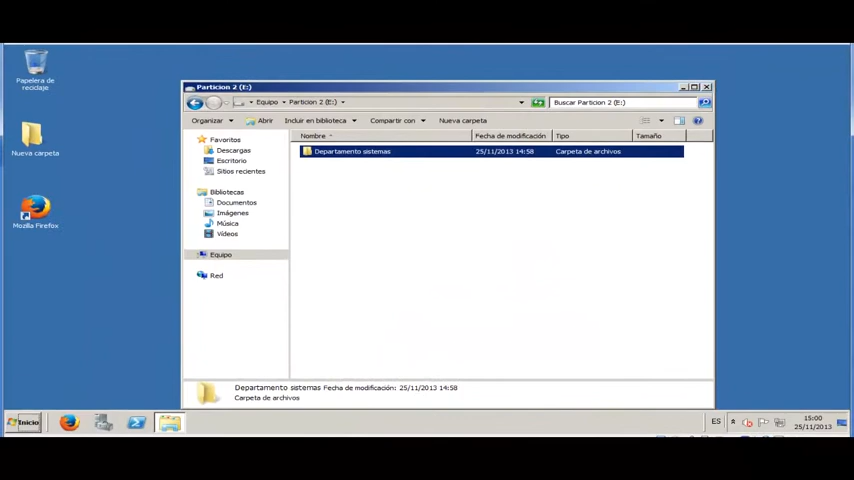 Papelera de
reciclaje
Nueva carpeta
Mozilla Firefox
Particion 2 (E:)
Equipo Particion 2 (E:) Buscar Particion 2 (E:)
Organizar Abrir Incluir en biblioteca Compartir con Nueva carpeta
Favoritos
Descargas
Escritorio
Sitios recientes
Bibliotecas
Documentos
Imágenes
Música
Vídeos
Equipo
Red
Nombre Fecha de modificación Tipo Tamaño
Departamento sistemas 25/11/2013 14:58 Carpeta de archivos
Departamento sistemas Fecha de modificación: 25/11/2013 14:58
Carpeta de archivos
Inicio ES 15:00
25/11/2013